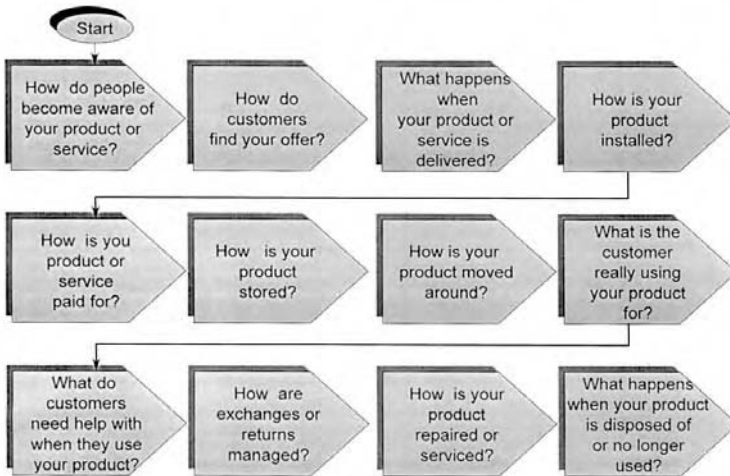 Start
How do people
become aware of
your product or
service?
How do
customers
find your offer?
What happens
when
your product or
service is
delivered?
How is your
product
installed?
How is you
product or
service
paid for?
How is your
product
stored?
How is your
product moved
around?
What is the
customer
really using
your product
for?
What do
customers
need help with
when they use
your product?
How are
exchanges or
returns
managed?
How is your
product
repaired or
serviced?
What happens
when your product
is disposed of
or no longer
used?